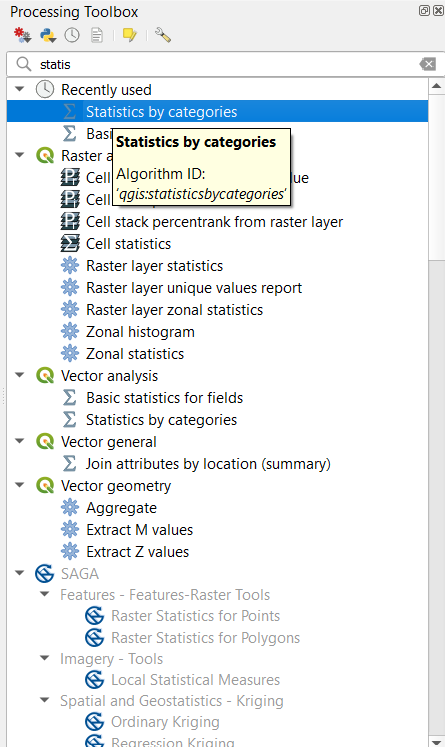 Processing Toolbox
statis
Recently used
Statistics by categories
Basi
Statistics by categories
Algorithm ID:
'qgis:statisticsbycategories'
Raster a
Cell
ue
Cell
Cell stack percentrank from raster layer
Cell statistics
Raster layer statistics
Raster layer unique values report
Raster layer zonal statistics
Zonal histogram
Zonal statistics
Vector analysis
Basic statistics for fields
Statistics by categories
Vector general
Join attributes by location (summary)
Vector geometry
Aggregate
Extract M values
Extract Z values
SAGA
Features - Features-Raster Tools
Raster Statistics for Points
Raster Statistics for Polygons
Imagery - Tools
Local Statistical Measures
Spatial and Geostatistics - Kriging
Ordinary Kriging
Regression Kriging